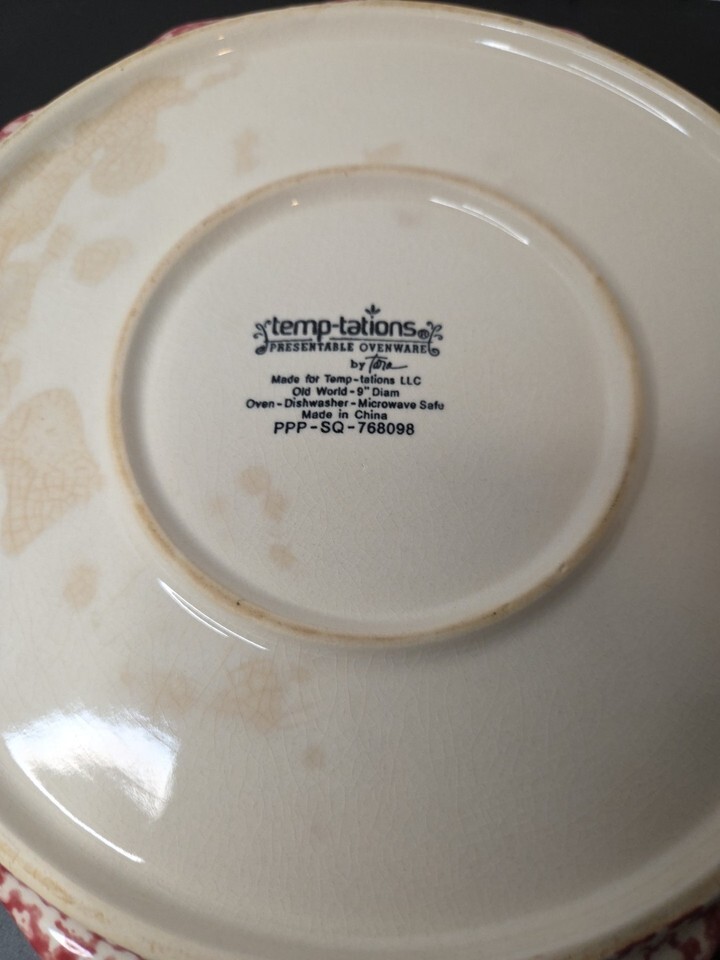 temp-tations®
PRESENTABLE OVENWARE
by Tara
Made for Temp-tations LLC
Old World - 9" Diam
Oven - Dishwasher - Microwave Safe
Made in China
PPP - SQ - 768098